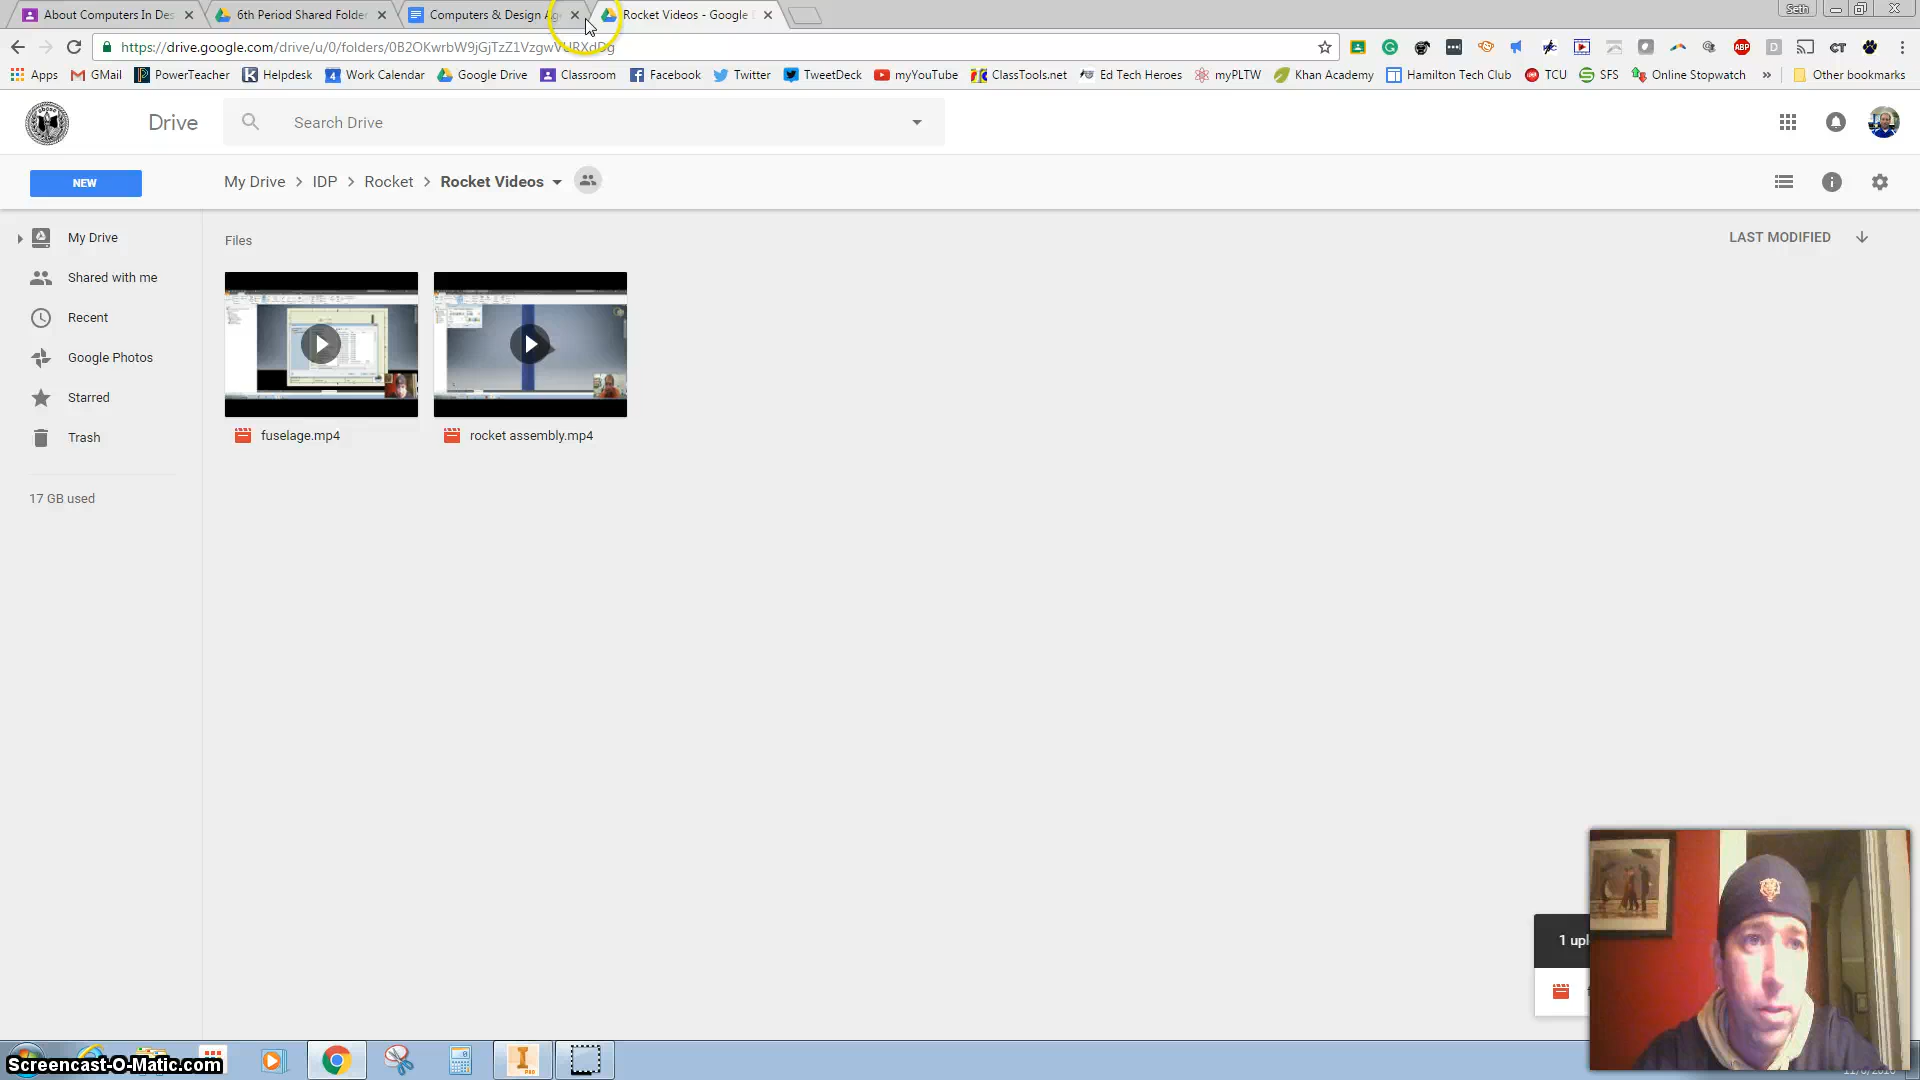 About Computers In Des
6th Period Shared Folder
Computers & Design Ag
Rocket Videos - Google
Seth
https://drive.google.com/drive/u/0/folders/0B2OKwrbW9jGjTzZ1VzgwVURXdDg
Apps
GMail
PowerTeacher
Helpdesk
Work Calendar
Google Drive
Classroom
Facebook
Twitter
TweetDeck
myYouTube
ClassTools.net
Ed Tech Heroes
myPLTW
Khan Academy
Hamilton Tech Club
TCU
SFS
Online Stopwatch
»
Other bookmarks
Drive
Search Drive
NEW
My Drive > IDP > Rocket > Rocket Videos
My Drive
Shared with me
Recent
Google Photos
Starred
Trash
17 GB used
Files
LAST MODIFIED
fuselage.mp4
rocket assembly.mp4
1 upl
Screencast-O-Matic.com